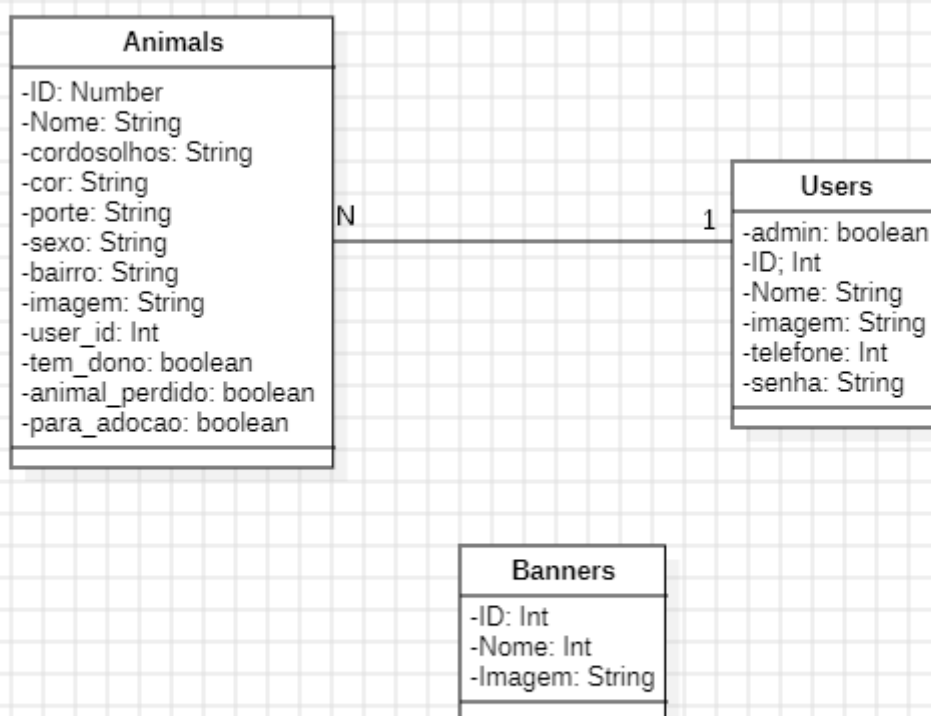 Animals
-ID: Number
-Nome: String
-cordosolhos: String
-cor: String
-porte: String
-sexo: String
-bairro: String
-imagem: String
-user_id: Int
-tem_dono: boolean
-animal_perdido: boolean
-para_adocao: boolean
N
1
Users
-admin: boolean
-ID; Int
-Nome: String
-imagem: String
-telefone: Int
-senha: String
Banners
-ID: Int
-Nome: Int
-Imagem: String